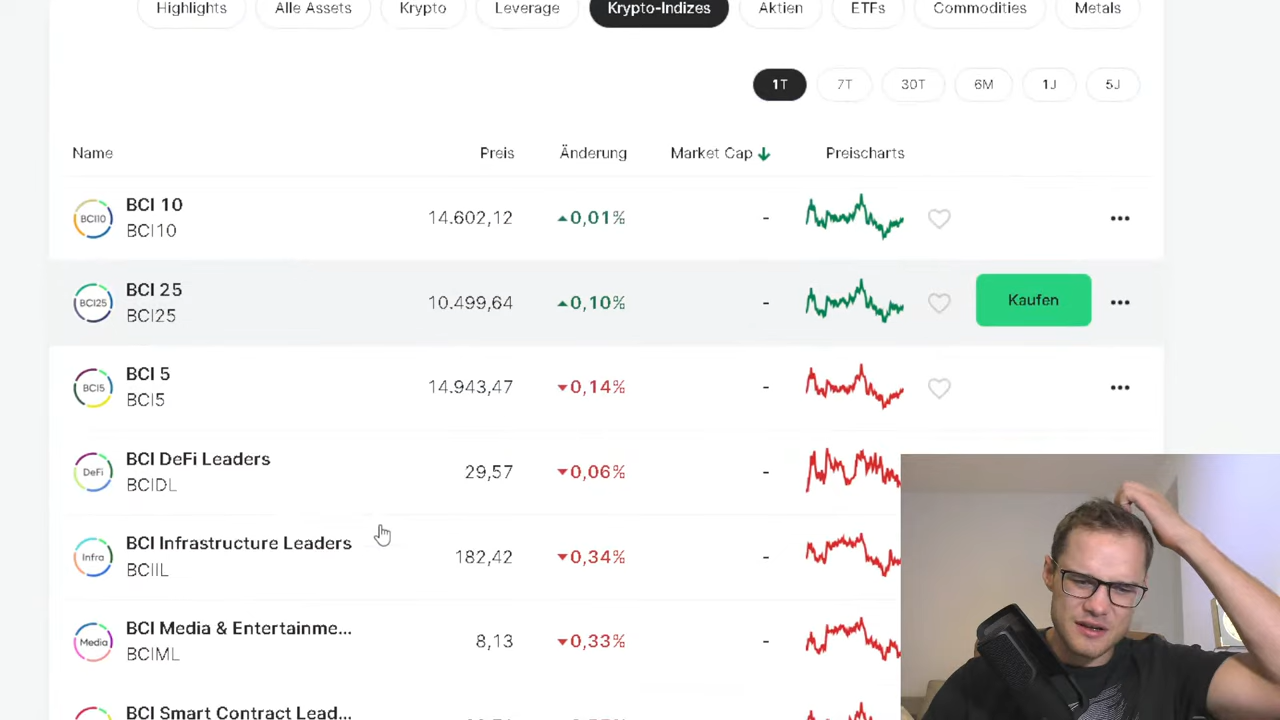 Highlights Alle Assets Krypto Leverage Krypto-Indizes Aktien ETFs Commodities Metals
1T 7T 30T 6M 1J 5J
Name Preis Änderung Market Cap Preischarts
BCI10 BCI 10 14.602,12 0,01% -
BCI10
BCI25 BCI 25 10.499,64 0,10% - Kaufen
BCI25
BCI5 BCI 5 14.943,47 0,14% -
BCI5
DeFi BCI DeFi Leaders 29,57 0,06% -
BCIDL
Infra BCI Infrastructure Leaders 182,42 0,34% -
BCIIL
Media BCI Media & Entertainme... 8,13 0,33% -
BCIML
BCI Smart Contract Lead...